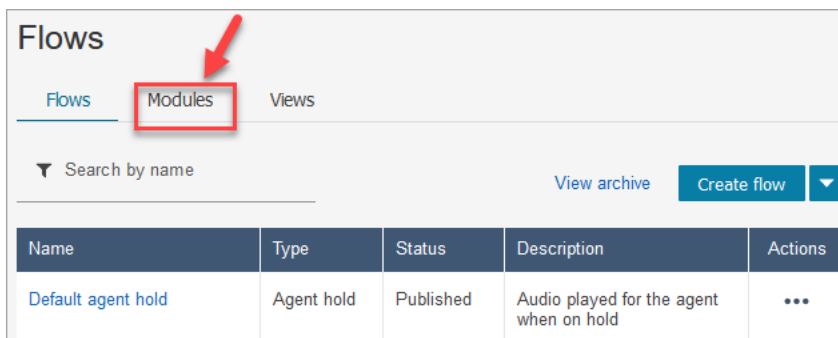 Flows
Flows Modules Views
Search by name
View archive Create flow
Name Type Status Description Actions
Default agent hold Agent hold Published Audio played for the agent
when on hold